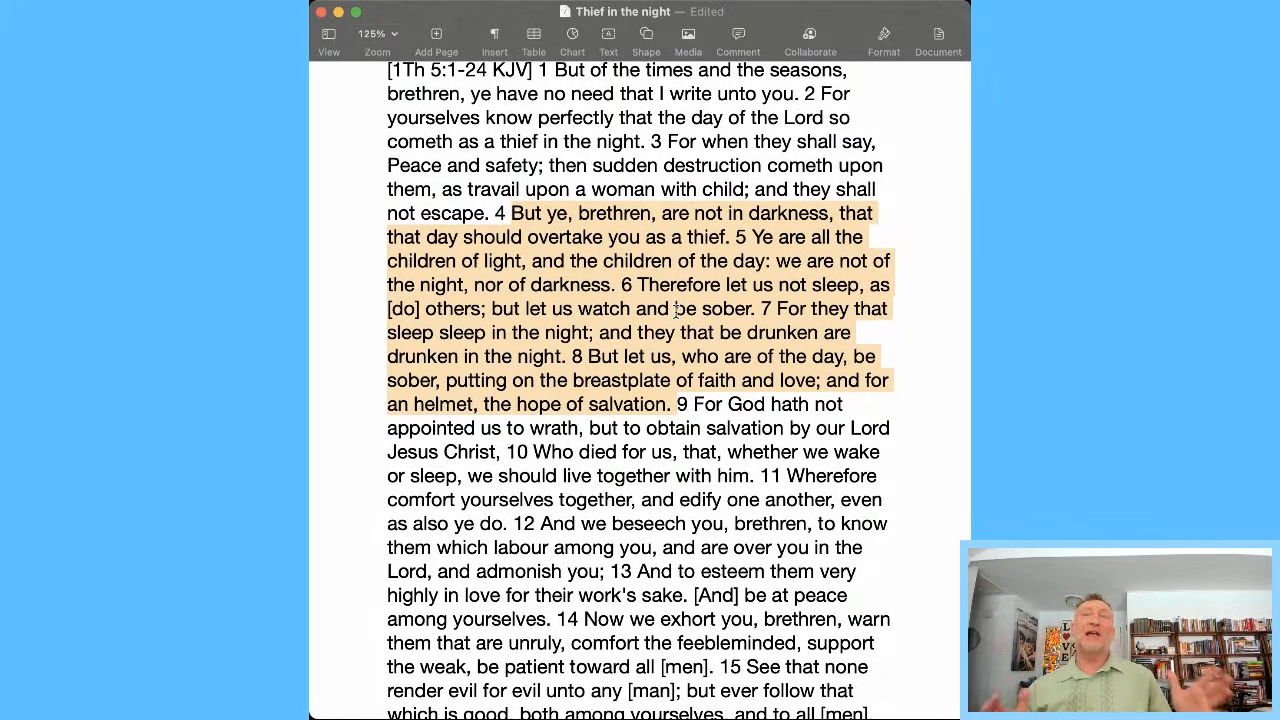 Thief in the night — Edited
125%
View Zoom Add Page Insert Table Chart Text Shape Media Comment Collaborate Format Document
[1Th 5:1-24 KJV] 1 But of the times and the seasons,
brethren, ye have no need that I write unto you. 2 For
yourselves know perfectly that the day of the Lord so
cometh as a thief in the night. 3 For when they shall say,
Peace and safety; then sudden destruction cometh upon
them, as travail upon a woman with child; and they shall
not escape. 4 But ye, brethren, are not in darkness, that
that day should overtake you as a thief. 5 Ye are all the
children of light, and the children of the day: we are not of
the night, nor of darkness. 6 Therefore let us not sleep, as
[do] others; but let us watch and be sober. 7 For they that
sleep sleep in the night; and they that be drunken are
drunken in the night. 8 But let us, who are of the day, be
sober, putting on the breastplate of faith and love; and for
an helmet, the hope of salvation. 9 For God hath not
appointed us to wrath, but to obtain salvation by our Lord
Jesus Christ, 10 Who died for us, that, whether we wake
or sleep, we should live together with him. 11 Wherefore
comfort yourselves together, and edify one another, even
as also ye do. 12 And we beseech you, brethren, to know
them which labour among you, and are over you in the
Lord, and admonish you; 13 And to esteem them very
highly in love for their work's sake. [And] be at peace
among yourselves. 14 Now we exhort you, brethren, warn
them that are unruly, comfort the feebleminded, support
the weak, be patient toward all [men]. 15 See that none
render evil for evil unto any [man]; but ever follow that
which is good, both among yourselves, and to all [men].